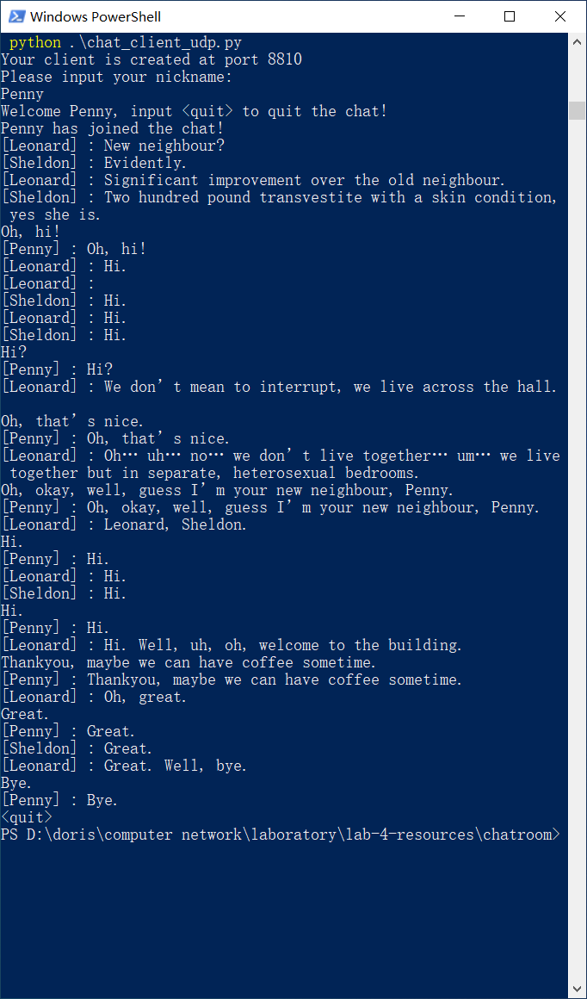 Windows PowerShell
python .\chat_client_udp.py
Your client is created at port 8810
Please input your nickname:
Penny
Welcome Penny, input <quit> to quit the chat!
Penny has joined the chat!
[Leonard] : New neighbour?
[Sheldon] : Evidently.
[Leonard] : Significant improvement over the old neighbour.
[Sheldon] : Two hundred pound transvestite with a skin condition,
yes she is.
Oh, hi!
[Penny] : Oh, hi!
[Leonard] : Hi.
[Leonard] :
[Sheldon] : Hi.
[Leonard] : Hi.
[Sheldon] : Hi.
Hi?
[Penny] : Hi?
[Leonard] : We don’t mean to interrupt, we live across the hall.
Oh, that’s nice.
[Penny] : Oh, that’s nice.
[Leonard] : Oh… uh… no… we don’t live together… um… we live
together but in separate, heterosexual bedrooms.
Oh, okay, well, guess I’m your new neighbour, Penny.
[Penny] : Oh, okay, well, guess I’m your new neighbour, Penny.
[Leonard] : Leonard, Sheldon.
Hi.
[Penny] : Hi.
[Leonard] : Hi.
[Sheldon] : Hi.
Hi.
[Penny] : Hi.
[Leonard] : Hi. Well, uh, oh, welcome to the building.
Thankyou, maybe we can have coffee sometime.
[Penny] : Thankyou, maybe we can have coffee sometime.
[Leonard] : Oh, great.
Great.
[Penny] : Great.
[Sheldon] : Great.
[Leonard] : Great. Well, bye.
Bye.
[Penny] : Bye.
<quit>
PS D:\doris\computer network\laboratory\lab-4-resources\chatroom>